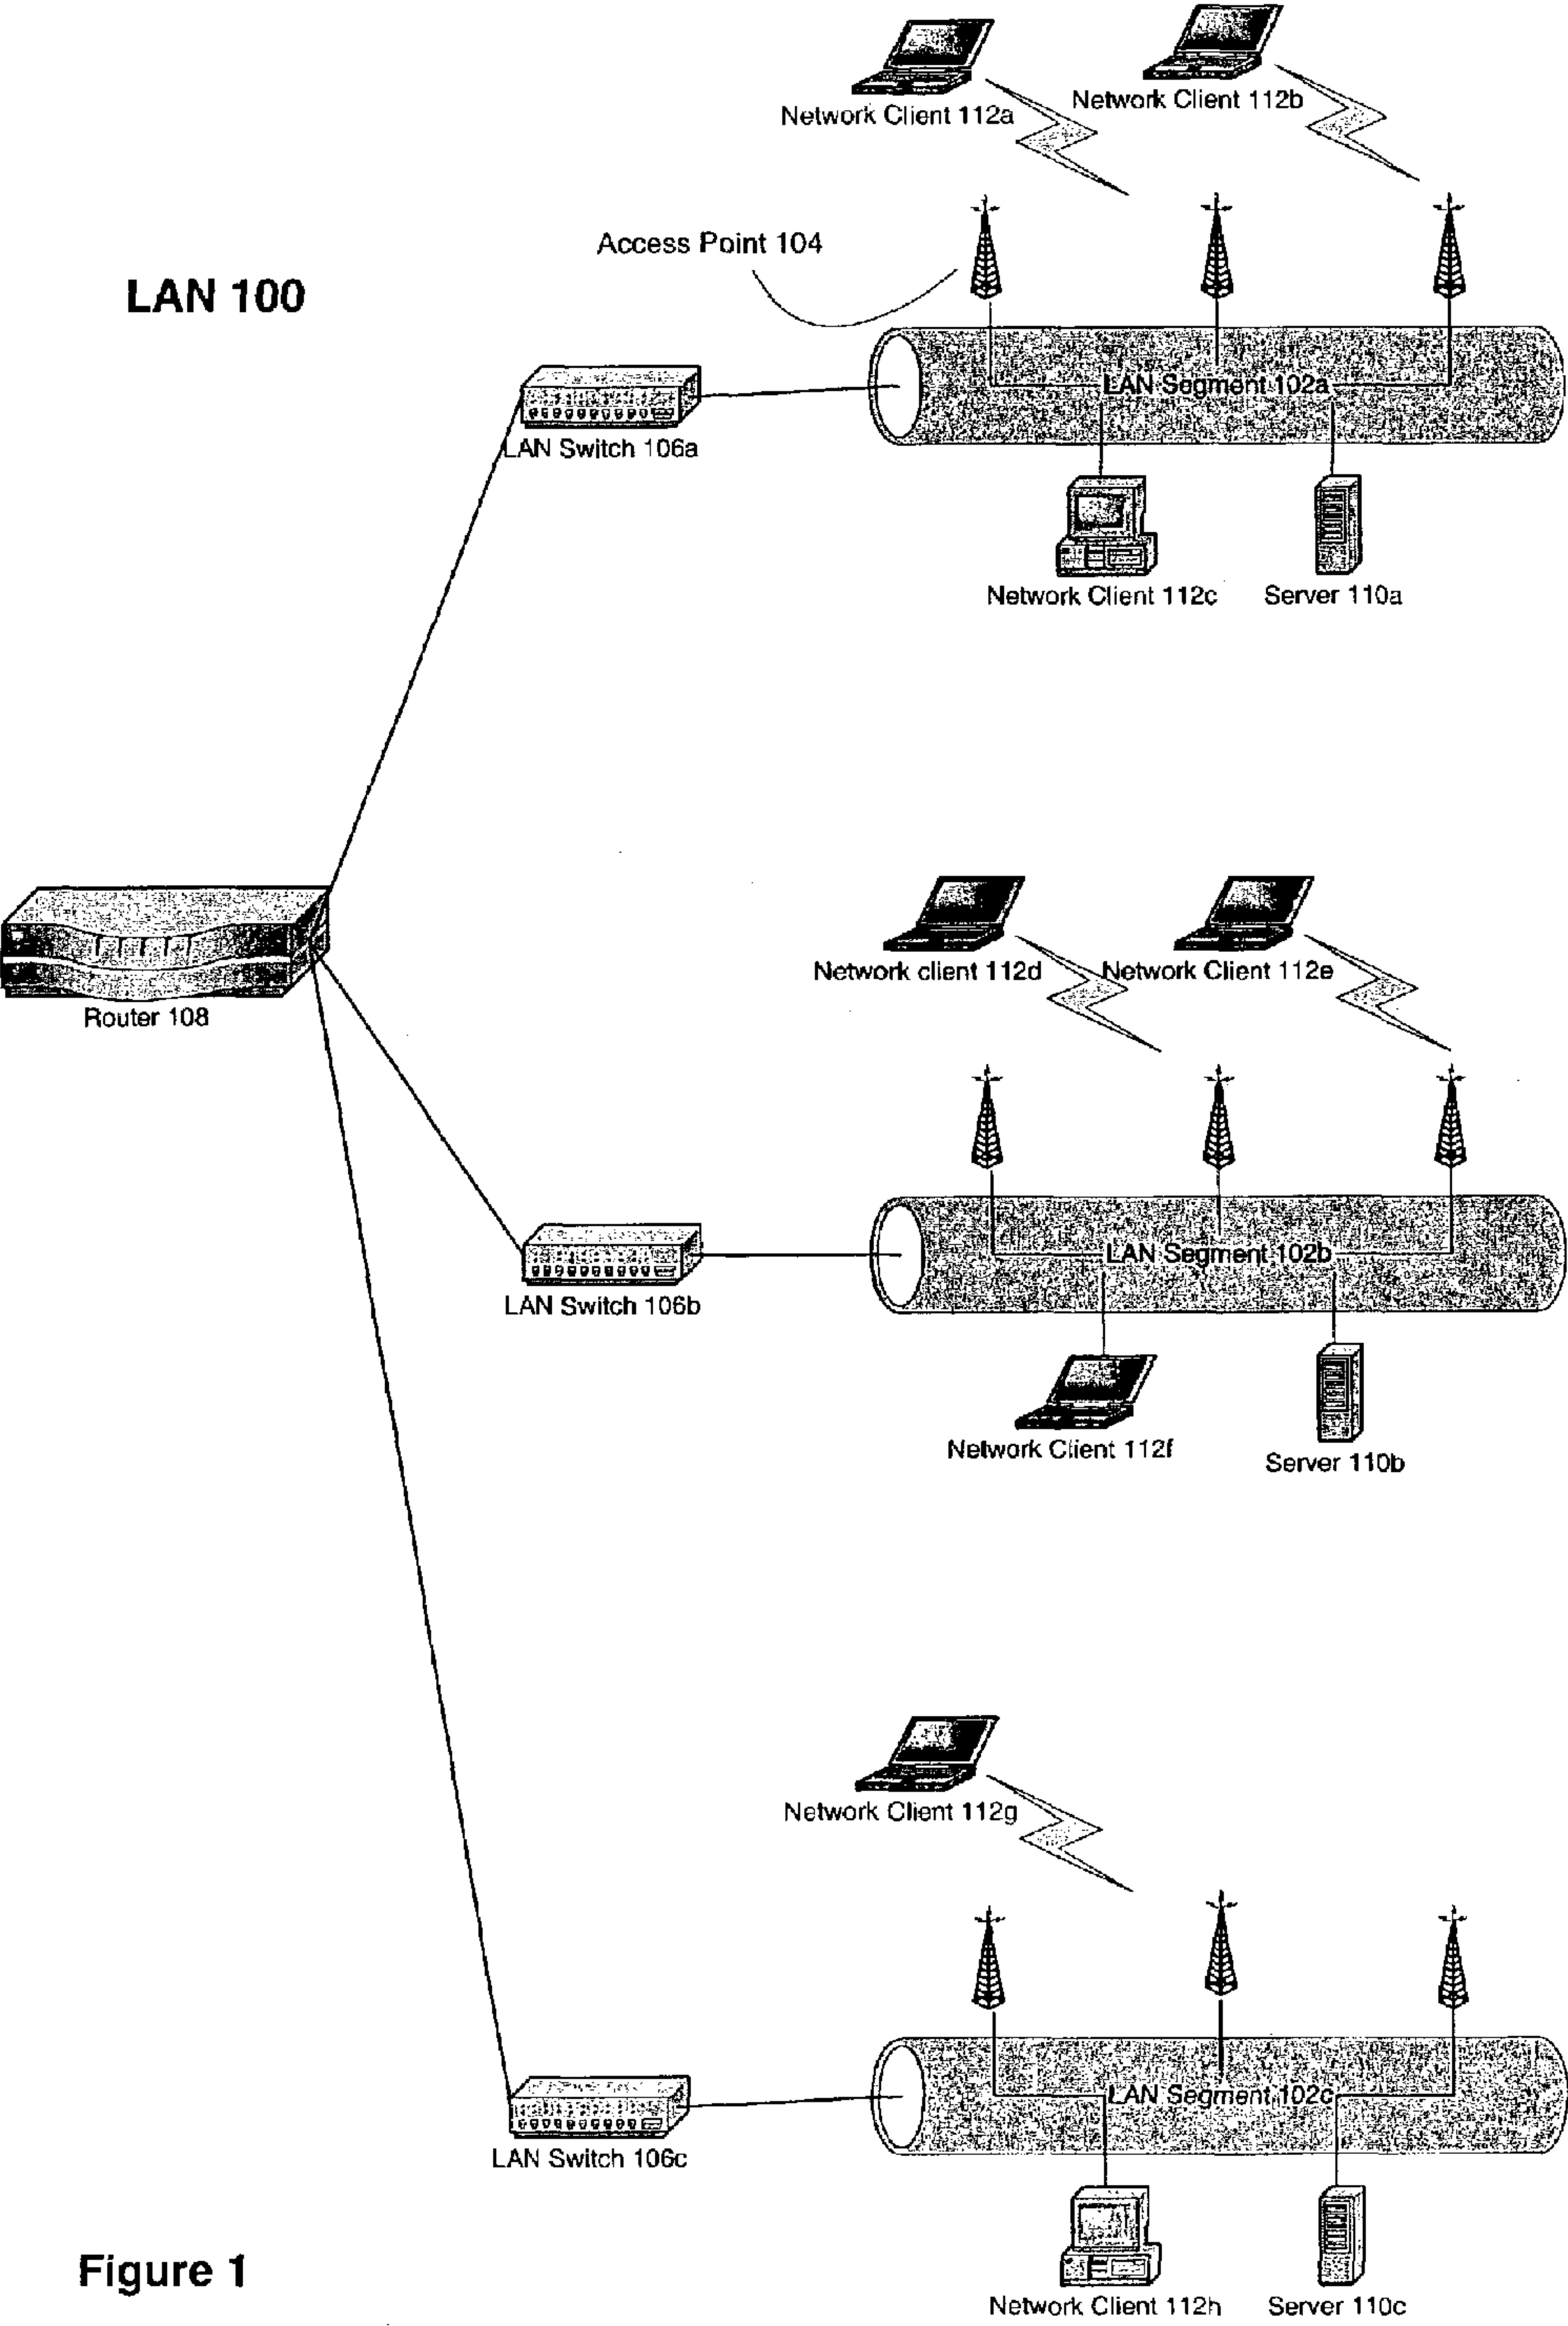 Network Client 112a
Network Client 112b
Access Point 104
LAN 100
LAN Segment 102a
LAN Switch 106a
Network Client 112c
Server 110a
Network client 112d
Network Client 112e
Router 108
LAN Segment 102b
LAN Switch 106b
Network Client 112f
Server 110b
Network Client 112g
LAN Segment 102c
LAN Switch 106c
Figure 1
Network Client 112h
Server 110c